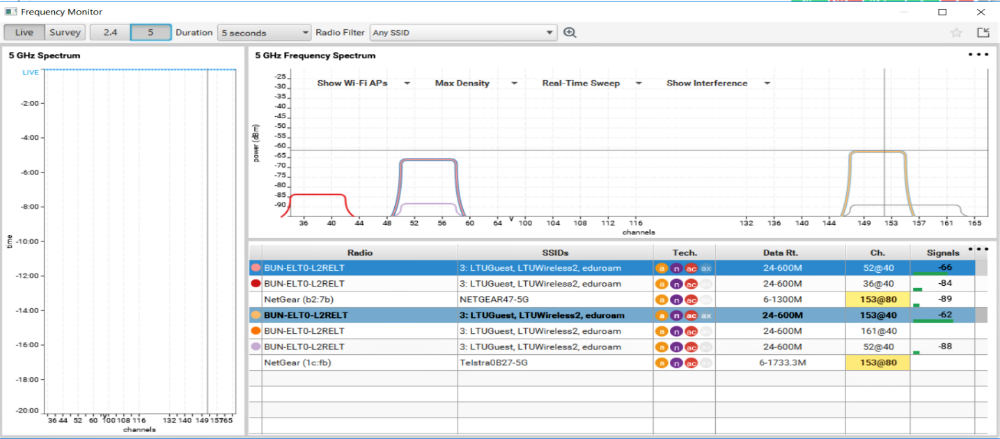 Frequency Monitor
Live Survey 2.4 5 Duration 5 seconds Radio Filter Any SSID
5 GHz Spectrum
LIVE
-2:00
-4:00
-6:00
-8:00
-10:00
-12:00
-14:00
-16:00
-18:00
-20:00
time
36 44 52 60 100 108 116 132 140 149 157 65
channels
5 GHz Frequency Spectrum
Show Wi-Fi APs Max Density Real-Time Sweep Show Interference
-25
-30
-35
-40
-45
-50
-55
-60
-65
-70
-75
-80
-85
-90
power (dBm)
36 40 44 48 52 56 60 64 100 104 108 112 116 132 136 140 144 149 153 157 161 165
channels
Radio SSIDs Tech. Data Rt. Ch. Signals
BUN-ELT0-L2RELT 3: LTUGuest, LTUWireless2, eduroam a n ac ax 24-600M 52@40 -66
BUN-ELT0-L2RELT 3: LTUGuest, LTUWireless2, eduroam a n ac ax 24-600M 36@40 -84
NetGear (b2:7b) NETGEAR47-5G a n ac ax 6-1300M 153@80 -89
BUN-ELT0-L2RELT 3: LTUGuest, LTUWireless2, eduroam a n ac ax 24-600M 153@40 -62
BUN-ELT0-L2RELT 3: LTUGuest, LTUWireless2, eduroam a n ac ax 24-600M 161@40
BUN-ELT0-L2RELT 3: LTUGuest, LTUWireless2, eduroam a n ac ax 24-600M 52@40 -88
NetGear (1c:fb) Telstra0B27-5G a n ac ax 6-1733.3M 153@80